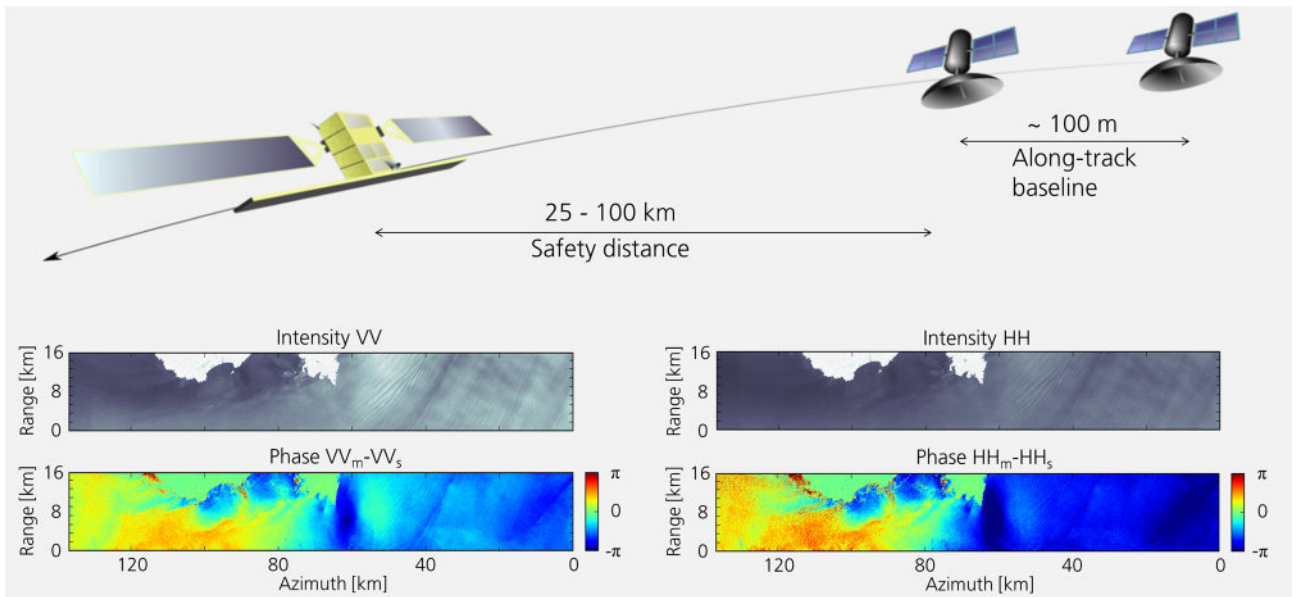 ~ 100 m
Along-track
baseline
25 - 100 km
Safety distance
Intensity VV
Range [km]
16
8
0
Intensity HH
Range [km]
16
8
0
Phase VVm-VVs
Range [km]
16
8
0
π
0
-π
120
80
40
0
Azimuth [km]
Phase HHm-HHs
Range [km]
16
8
0
π
0
-π
120
80
40
0
Azimuth [km]